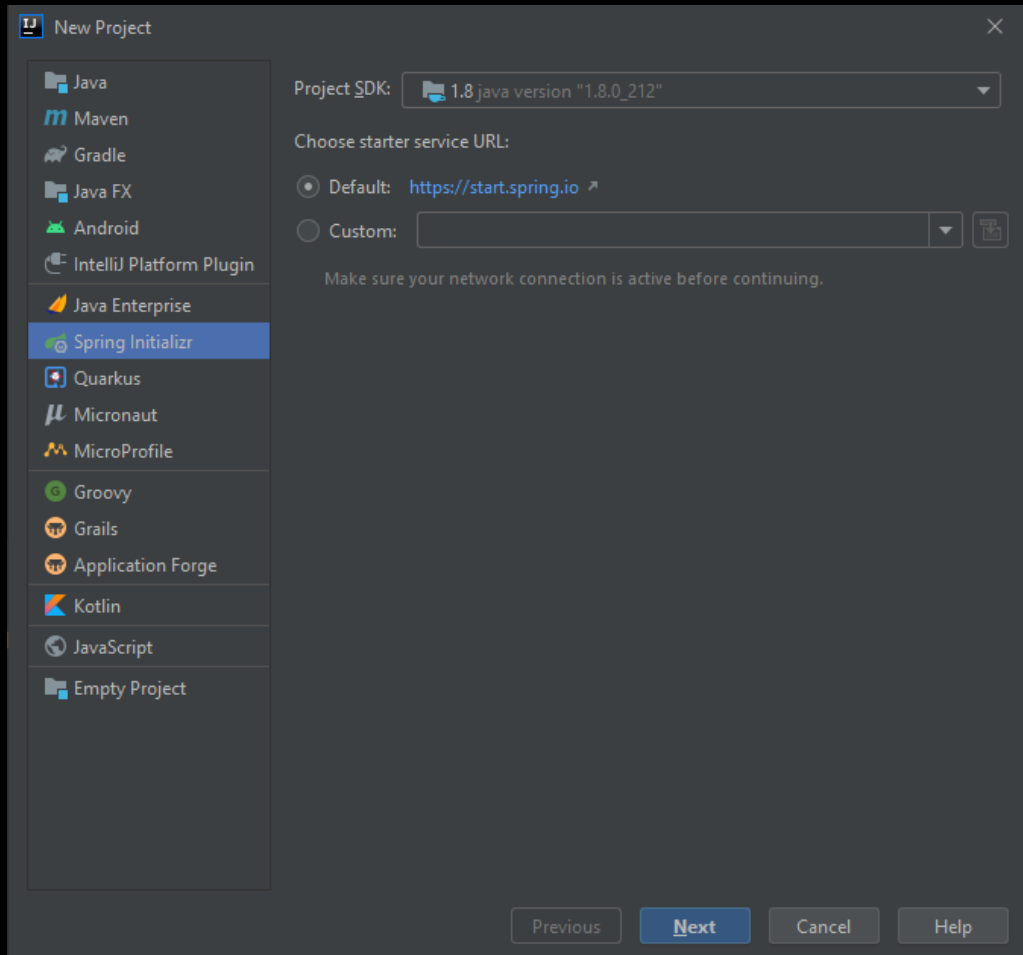 New Project
Java
Maven
Gradle
Java FX
Android
IntelliJ Platform Plugin
Java Enterprise
Spring Initializr
Quarkus
Micronaut
MicroProfile
Groovy
Grails
Application Forge
Kotlin
JavaScript
Empty Project
Project SDK: 1.8 java version "1.8.0_212"
Choose starter service URL:
Default: https://start.spring.io
Custom:
Make sure your network connection is active before continuing.
Previous Next Cancel Help